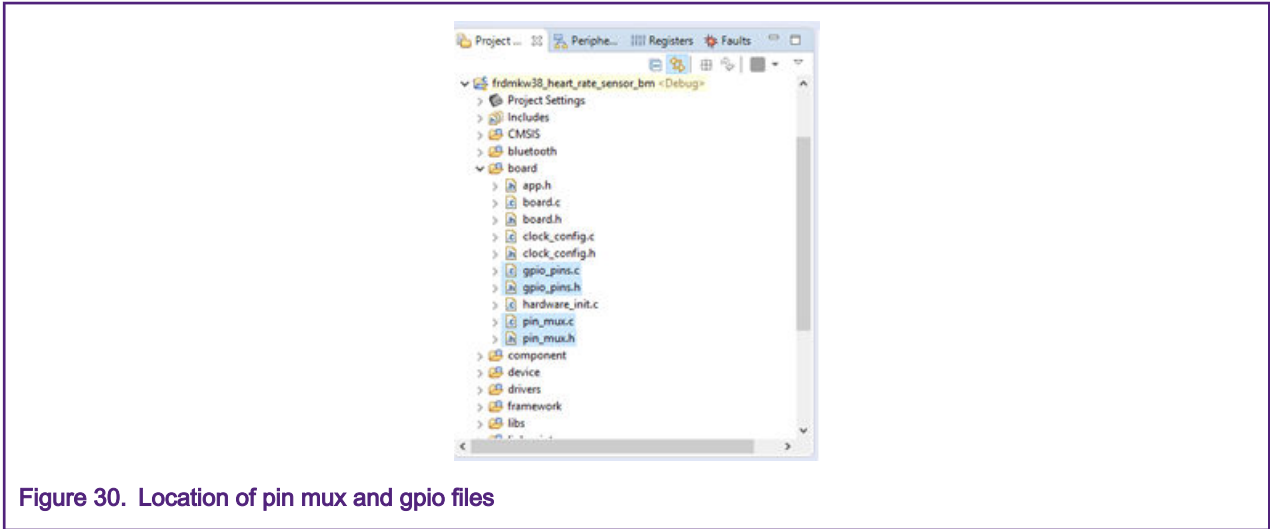 Project ...
Periphe...
Registers
Faults
frdmkw38_heart_rate_sensor_bm <Debug>
Project Settings
Includes
CMSIS
bluetooth
board
app.h
board.c
board.h
clock_config.c
clock_config.h
gpio_pins.c
gpio_pins.h
hardware_init.c
pin_mux.c
pin_mux.h
component
device
drivers
framework
libs
Figure 30. Location of pin mux and gpio files